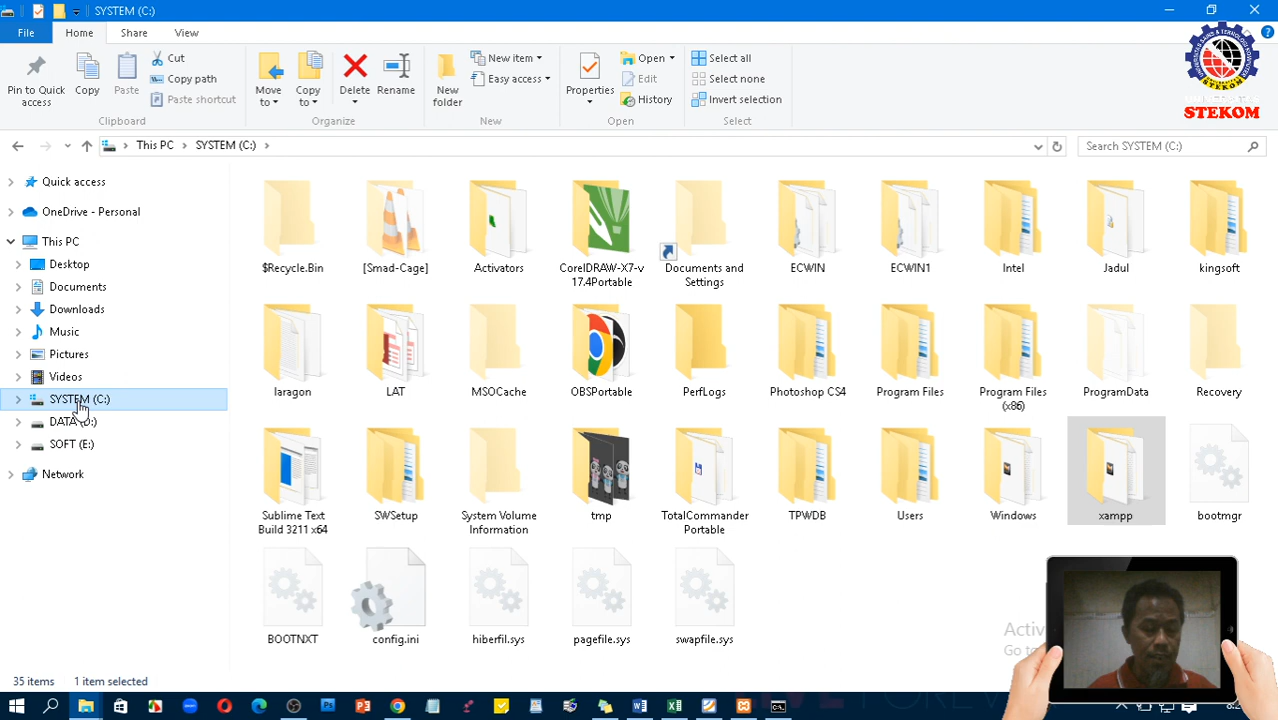 SYSTEM (C:)
File Home Share View
Pin to Quick access
Copy
Paste
Cut
Copy path
Paste shortcut
Clipboard
Move to
Copy to
Delete
Rename
Organize
New folder
New item
Easy access
New
Properties
Open
Edit
History
Open
Select all
Select none
Invert selection
Select
STEKOM
This PC SYSTEM (C:)
Search SYSTEM (C:)
Quick access
OneDrive - Personal
This PC
Desktop
Documents
Downloads
Music
Pictures
Videos
SYSTEM (C:)
DATA (D:)
SOFT (E:)
Network
$Recycle.Bin
[Smad-Cage]
Activators
CorelDRAW-X7-v
17.4Portable
Documents and
Settings
ECWIN
ECWIN1
Intel
Jadul
kingsoft
laragon
LAT
MSOCache
OBSPortable
PerfLogs
Photoshop CS4
Program Files
Program Files
(x86)
ProgramData
Recovery
Sublime Text
Build 3211 x64
SWSetup
System Volume
Information
tmp
TotalCommander
Portable
TPWDB
Users
Windows
xampp
bootmgr
BOOTNXT
config.ini
hiberfil.sys
pagefile.sys
swapfile.sys
35 items 1 item selected